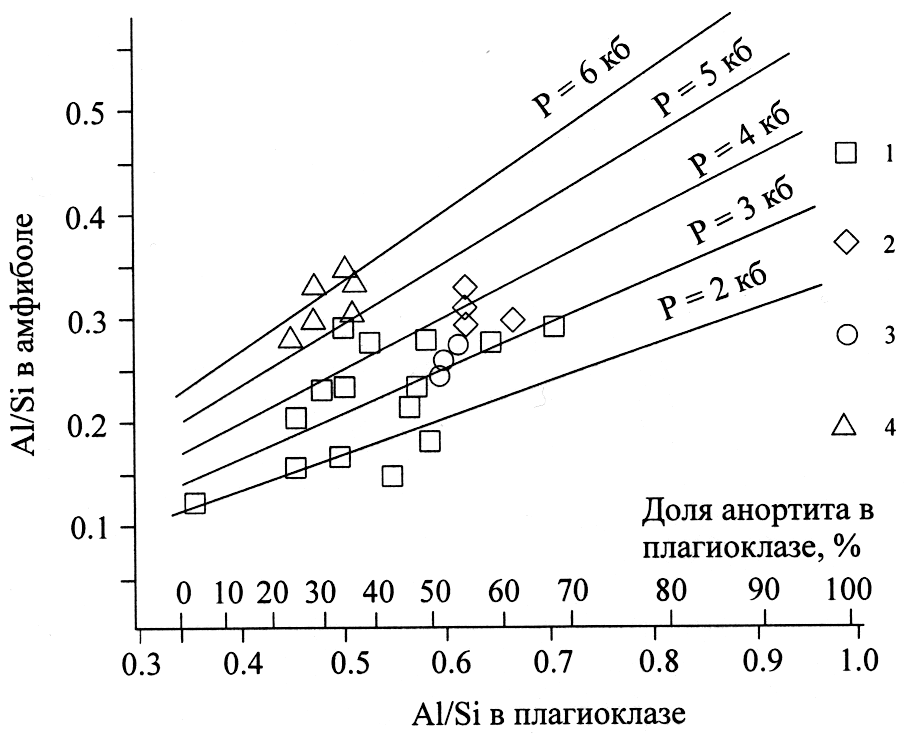 P = 6 кб
P = 5 кб
P = 4 кб
P = 3 кб
P = 2 кб
Al/Si в амфиболе
0.5
0.4
0.3
0.2
0.1
1
2
3
4
Доля анортита в
плагиоклазе, %
0 10 20 30 40 50 60 70 80 90 100
0.3 0.4 0.5 0.6 0.7 0.8 0.9 1.0
Al/Si в плагиоклазе